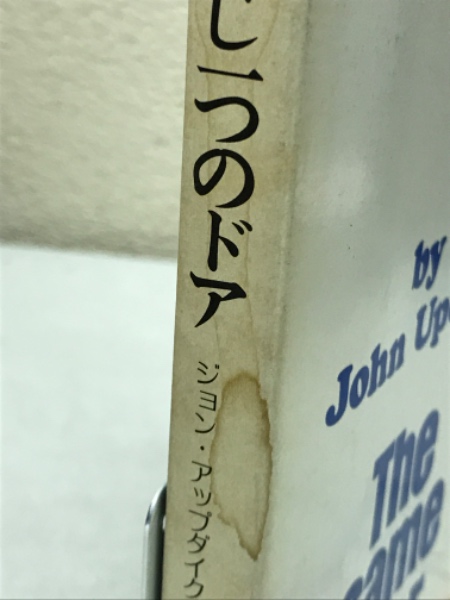 じ一つのドア
ジョン・アップダイク
by
John Up
The
same